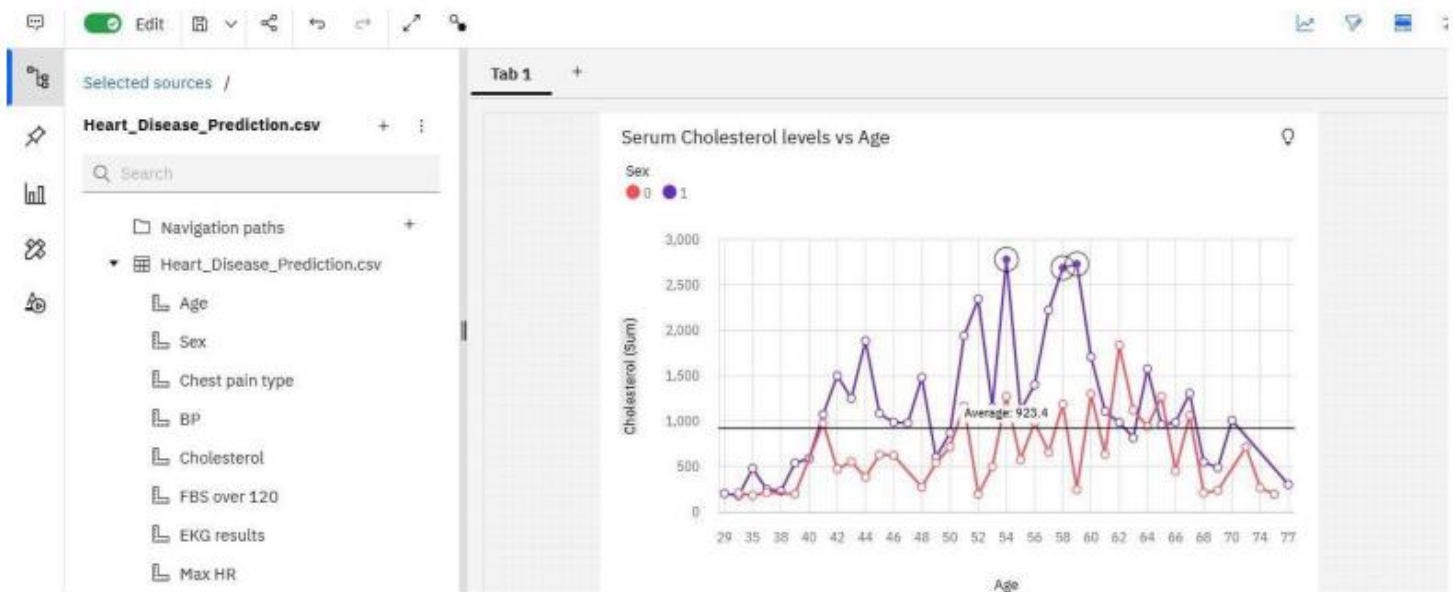 Edit
Selected sources /
Heart_Disease_Prediction.csv
Search
Navigation paths
Heart_Disease_Prediction.csv
Age
Sex
Chest pain type
BP
Cholesterol
FBS over 120
EKG results
Max HR
Tab 1
Serum Cholesterol levels vs Age
Sex
0 1
Cholesterol (Sum)
3,000
2,500
2,000
1,500
1,000
500
0
Average: 923.4
29 35 38 40 42 44 46 48 50 52 54 56 58 60 62 64 66 68 70 74 77
Age